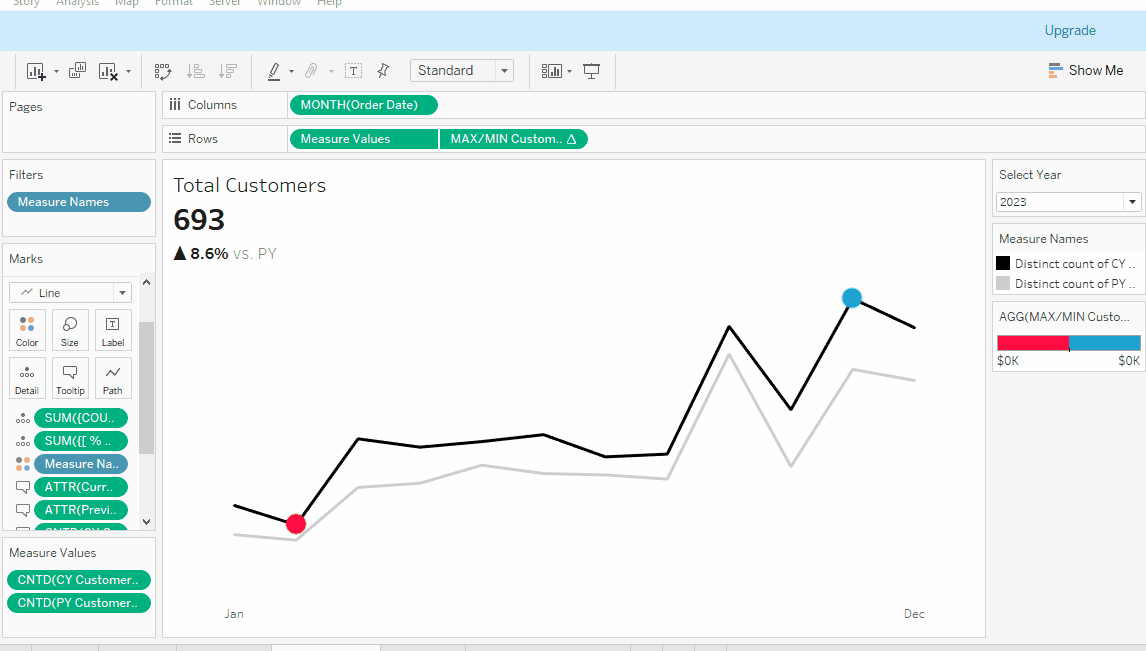 Story Analysis Map Format Server Window Help
Upgrade
Standard
Show Me
Pages
Columns
MONTH(Order Date)
Rows
Measure Values
MAX/MIN Custom.. Δ
Filters
Measure Names
Marks
Line
Color
Size
Label
Detail
Tooltip
Path
SUM({COU..
SUM({[ % ..
Measure Na..
ATTR(Curr..
ATTR(Previ..
Measure Values
CNTD(CY Customer..
CNTD(PY Customer..
Total Customers
693
▲ 8.6% vs. PY
Jan
Dec
Select Year
2023
Measure Names
Distinct count of CY ..
Distinct count of PY ..
AGG(MAX/MIN Custo...
$0K
$0K